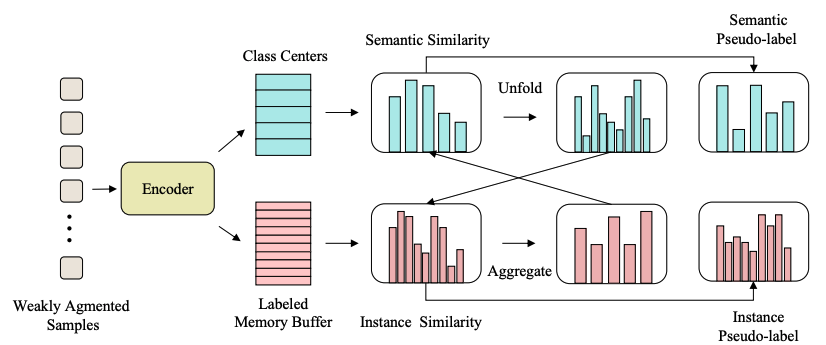 Semantic
Pseudo-label
Semantic Similarity
Class Centers
Unfold
Encoder
Aggregate
Weakly Agmented
Samples
Labeled
Memory Buffer
Instance Similarity
Instance
Pseudo-label